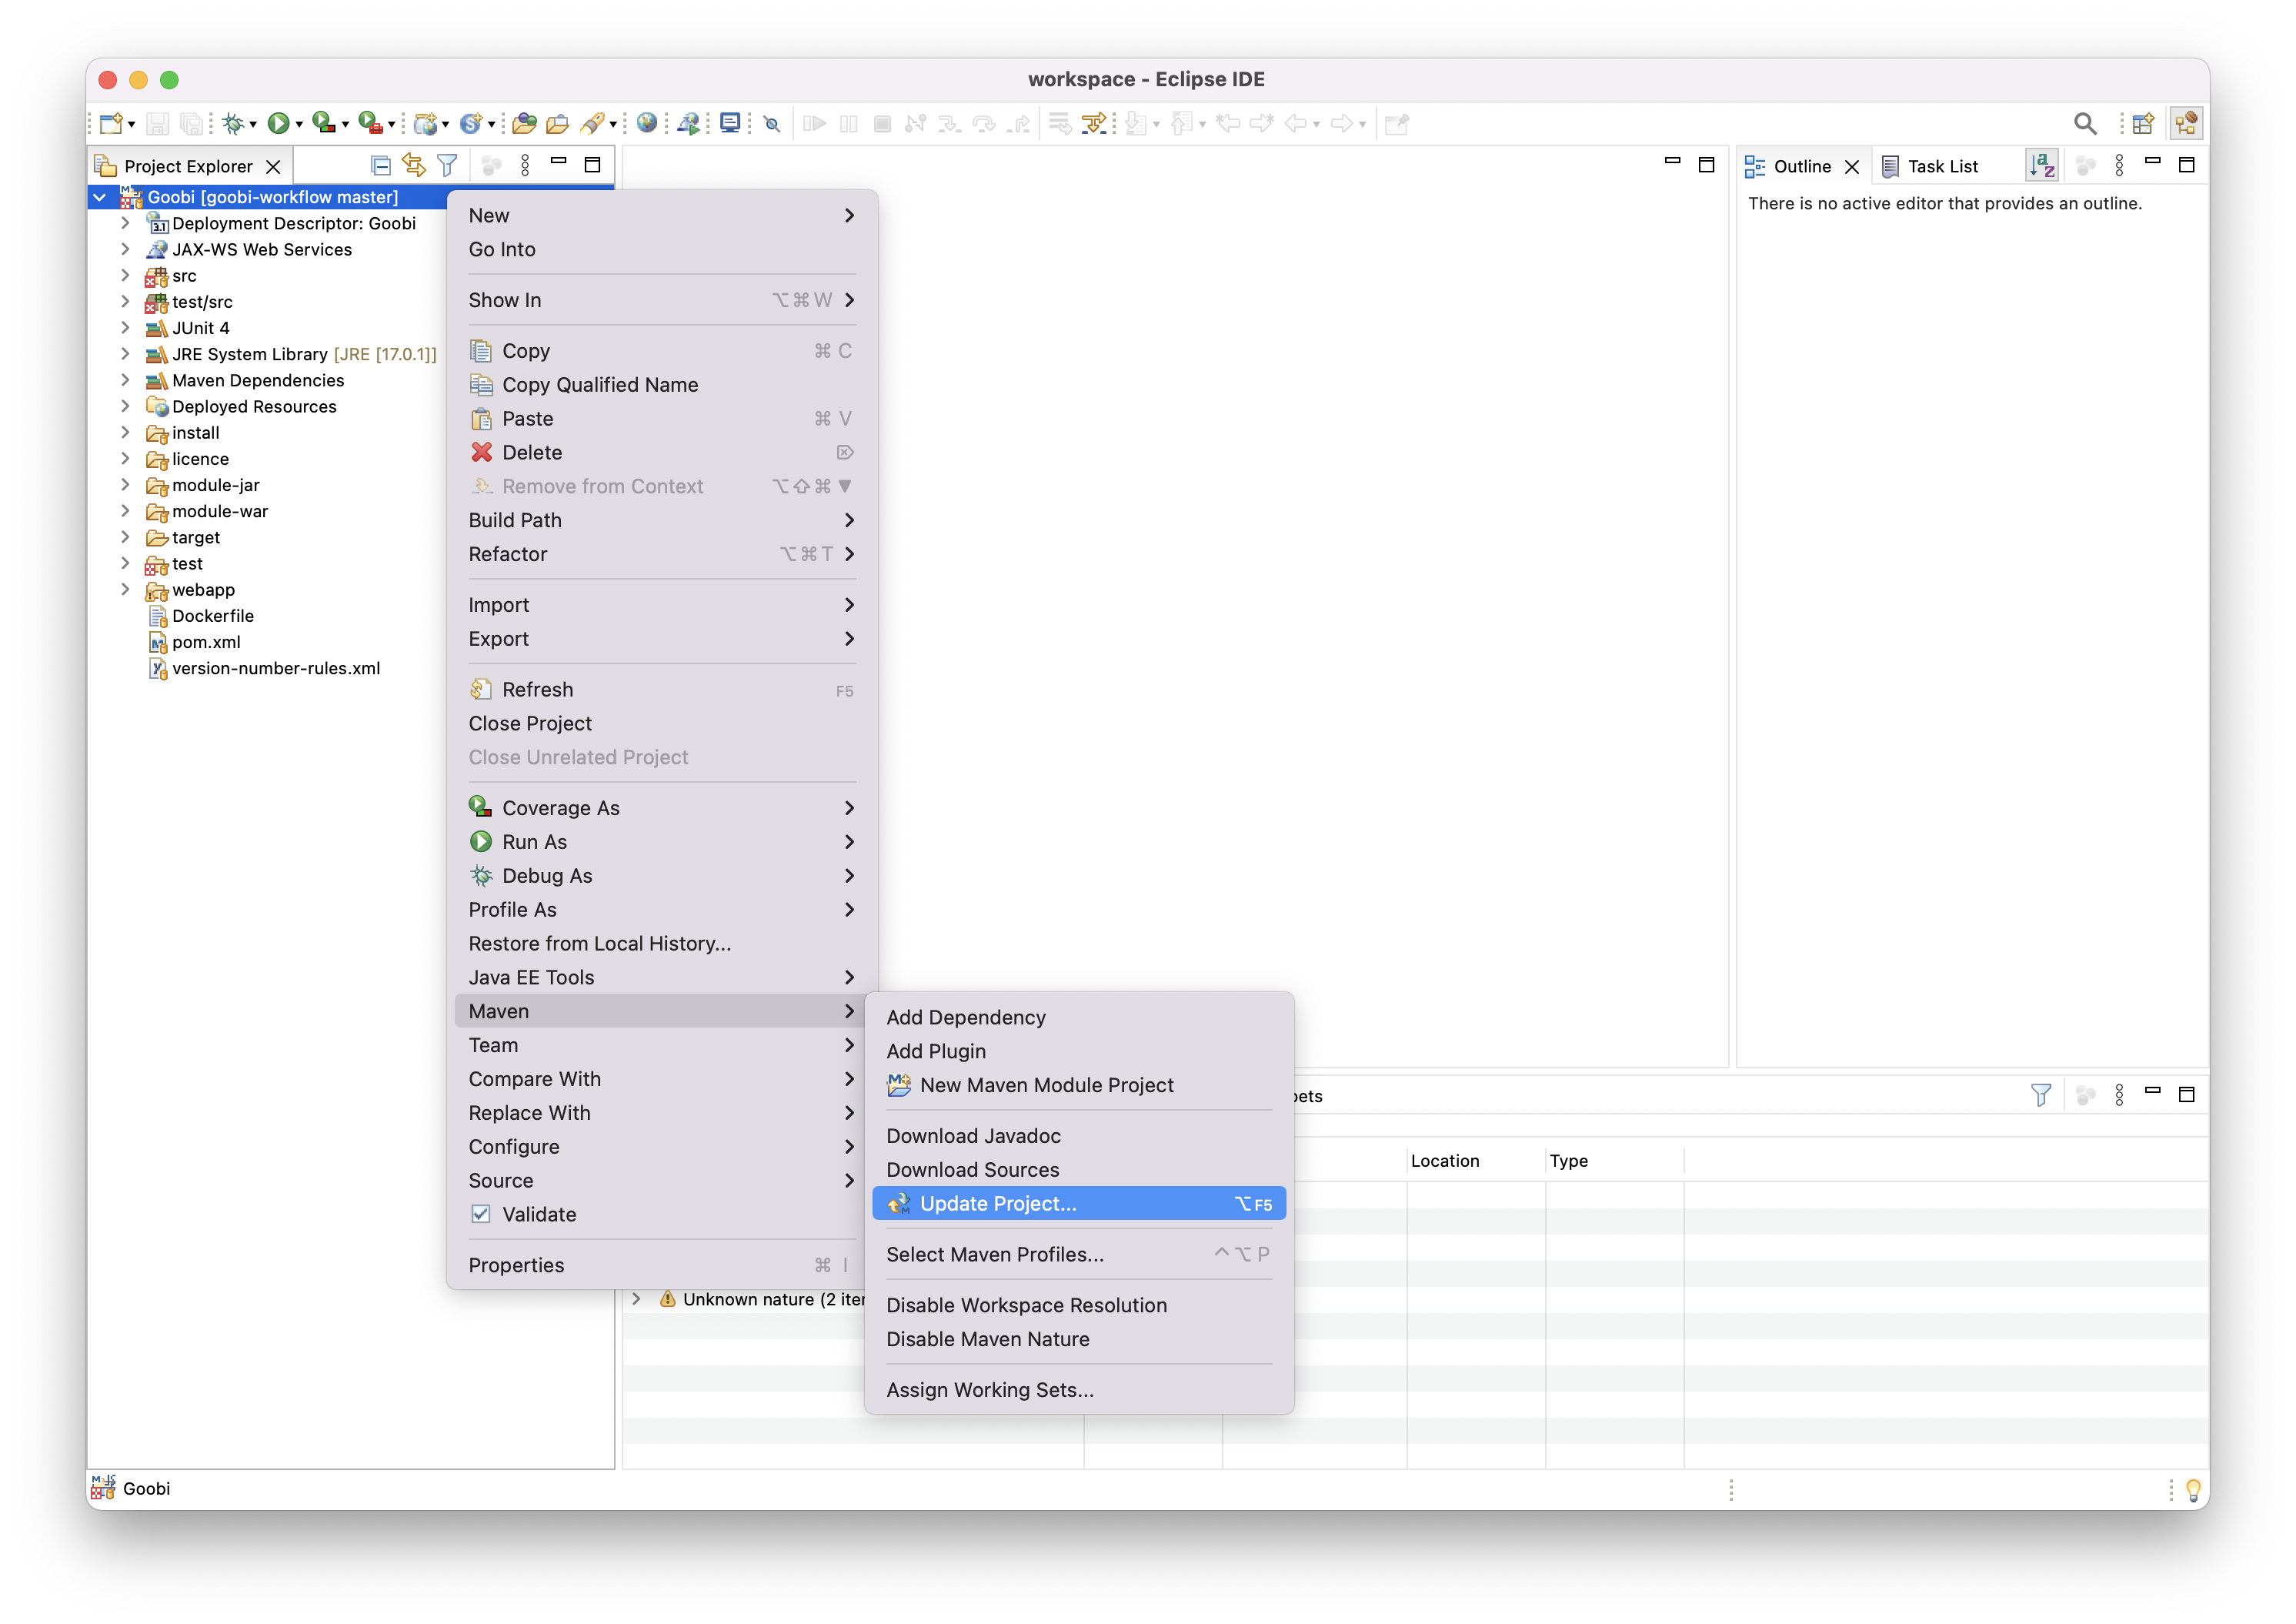 workspace - Eclipse IDE
Project Explorer
Outline
Task List
There is no active editor that provides an outline.
Goobi [goobi-workflow master]
Deployment Descriptor: Goobi
JAX-WS Web Services
src
test/src
JUnit 4
JRE System Library [JRE [17.0.1]]
Maven Dependencies
Deployed Resources
install
licence
module-jar
module-war
target
test
webapp
Dockerfile
pom.xml
version-number-rules.xml
New
Go Into
Show In ⌥⌘W
Copy ⌘ C
Copy Qualified Name
Paste ⌘ V
Delete ⌦
Remove from Context ⌥⇧⌘▼
Build Path
Refactor ⌥⌘T
Import
Export
Refresh F5
Close Project
Close Unrelated Project
Coverage As
Run As
Debug As
Profile As
Restore from Local History...
Java EE Tools
Maven
Team
Compare With
Replace With
Configure
Source
Validate
Properties ⌘ I
Add Dependency
Add Plugin
New Maven Module Project
Download Javadoc
Download Sources
Update Project... ⌥F5
Select Maven Profiles... ^⌥P
Disable Workspace Resolution
Disable Maven Nature
Assign Working Sets...
Location
Type
Unknown nature (2
Goobi